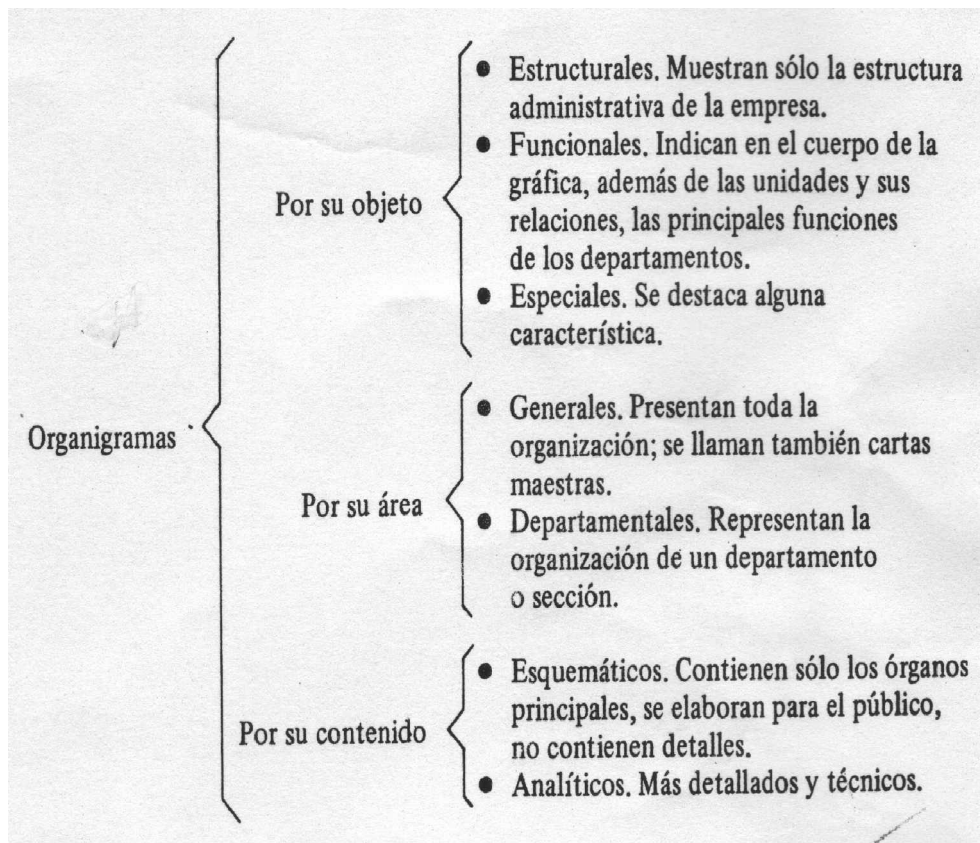 Organigramas
Por su objeto
● Estructurales. Muestran sólo la estructura
administrativa de la empresa.
● Funcionales. Indican en el cuerpo de la
gráfica, además de las unidades y sus
relaciones, las principales funciones
de los departamentos.
● Especiales. Se destaca alguna
característica.
Por su área
● Generales. Presentan toda la
organización; se llaman también cartas
maestras.
● Departamentales. Representan la
organización de un departamento
o sección.
Por su contenido
● Esquemáticos. Contienen sólo los órganos
principales, se elaboran para el público,
no contienen detalles.
● Analíticos. Más detallados y técnicos.